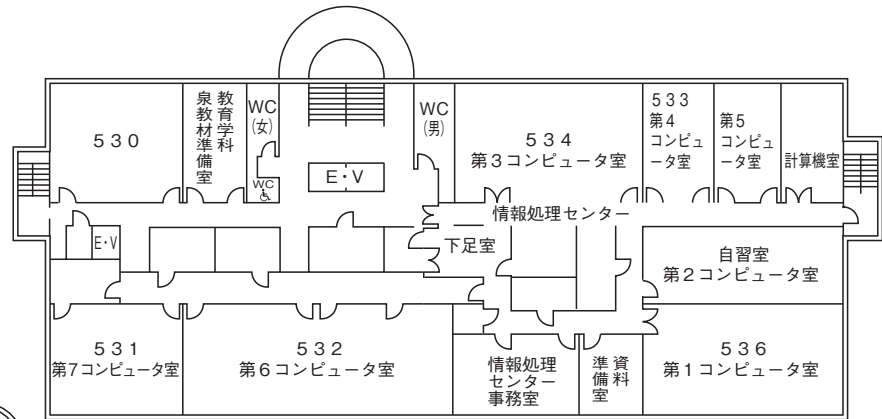 530
教育学科
泉教材準備室
WC
(女)
WC
E・V
WC
(男)
534
第3コンピュータ室
533
第4
コンピュ
ータ室
第5
コンピュ
ータ室
計算機室
情報処理センター
下足室
E・V
自習室
第2コンピュータ室
531
第7コンピュータ室
532
第6コンピュータ室
情報処理
センター
事務室
資料
準備室
536
第1コンピュータ室